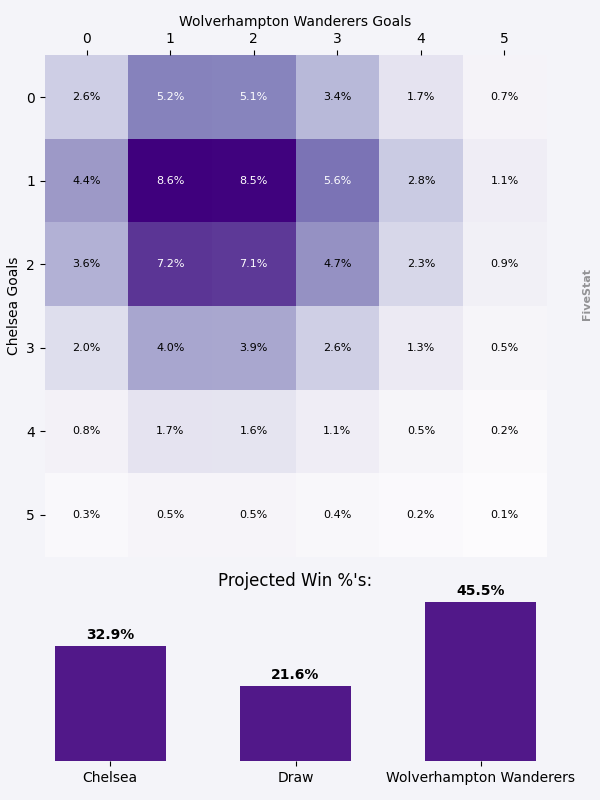 Wolverhampton Wanderers Goals
0 1 2 3 4 5
0 2.6% 5.2% 5.1% 3.4% 1.7% 0.7%
1 4.4% 8.6% 8.5% 5.6% 2.8% 1.1%
2 3.6% 7.2% 7.1% 4.7% 2.3% 0.9%
3 2.0% 4.0% 3.9% 2.6% 1.3% 0.5%
4 0.8% 1.7% 1.6% 1.1% 0.5% 0.2%
5 0.3% 0.5% 0.5% 0.4% 0.2% 0.1%
Chelsea Goals
FiveStat
Projected Win %'s:
32.9% 21.6% 45.5%
Chelsea Draw Wolverhampton Wanderers